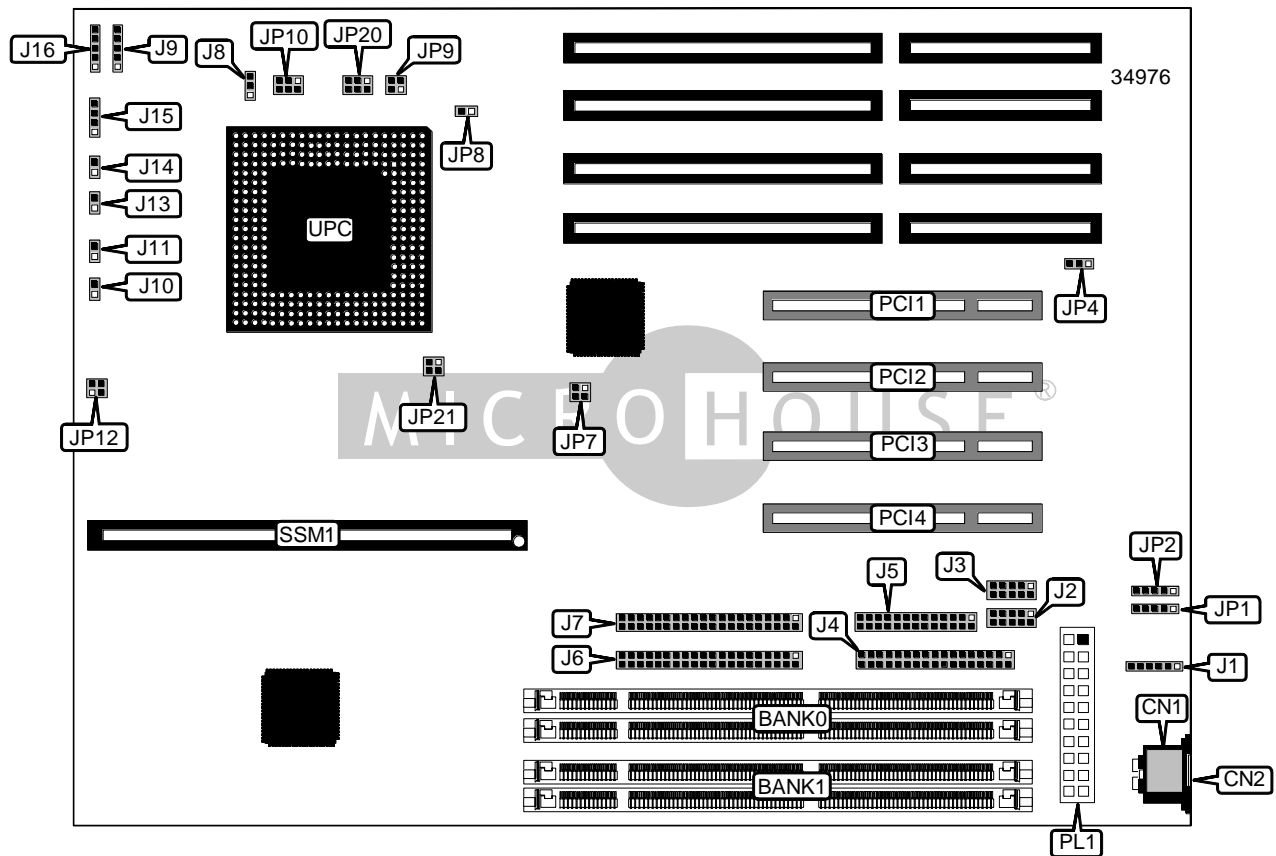 J16
J9
J8
JP10
JP20
JP9
34976
J15
JP8
J14
J13
UPC
J11
J10
PCI1
JP4
PCI2
MICROHOUSE®
JP21
JP12
JP7
PCI3
PCI4
SSM1
JP2
J3
J5
J2
JP1
J7
J4
J6
J1
CN1
BANK0
CN2
BANK1
PL1